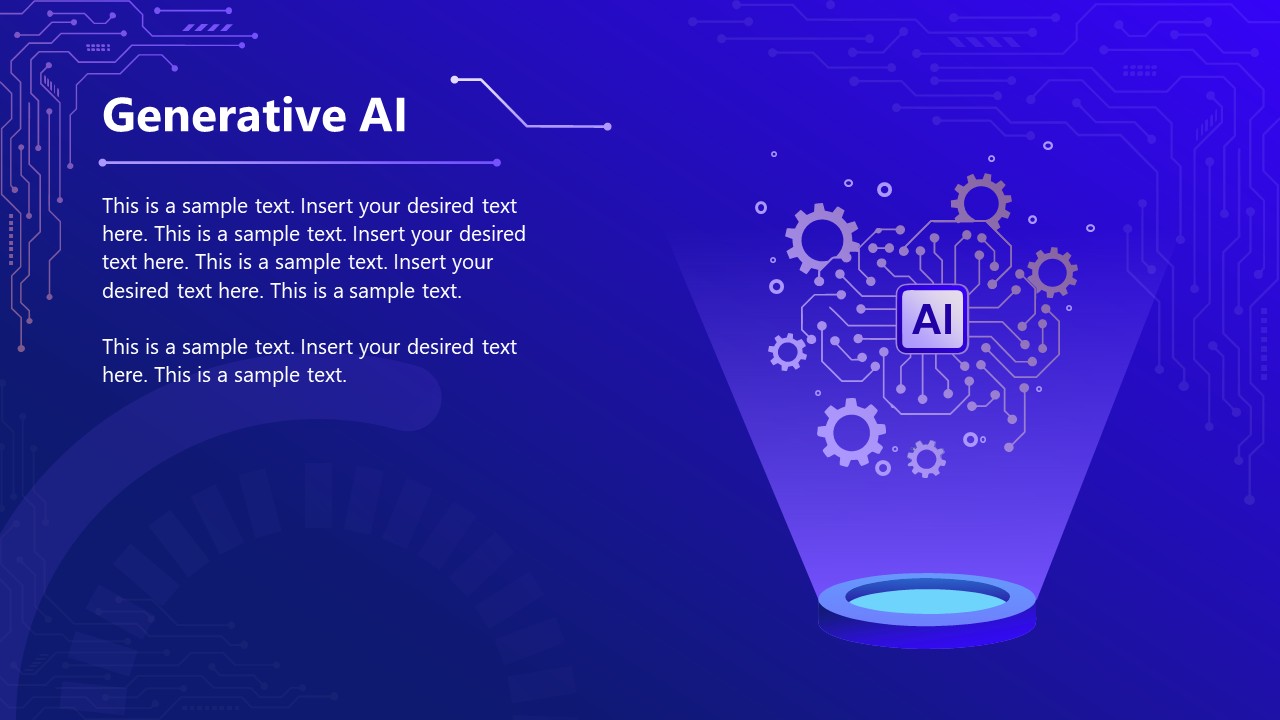 Generative AI
This is a sample text. Insert your desired text
here. This is a sample text. Insert your desired
text here. This is a sample text. Insert your
desired text here. This is a sample text.
This is a sample text. Insert your desired text
here. This is a sample text.
AI